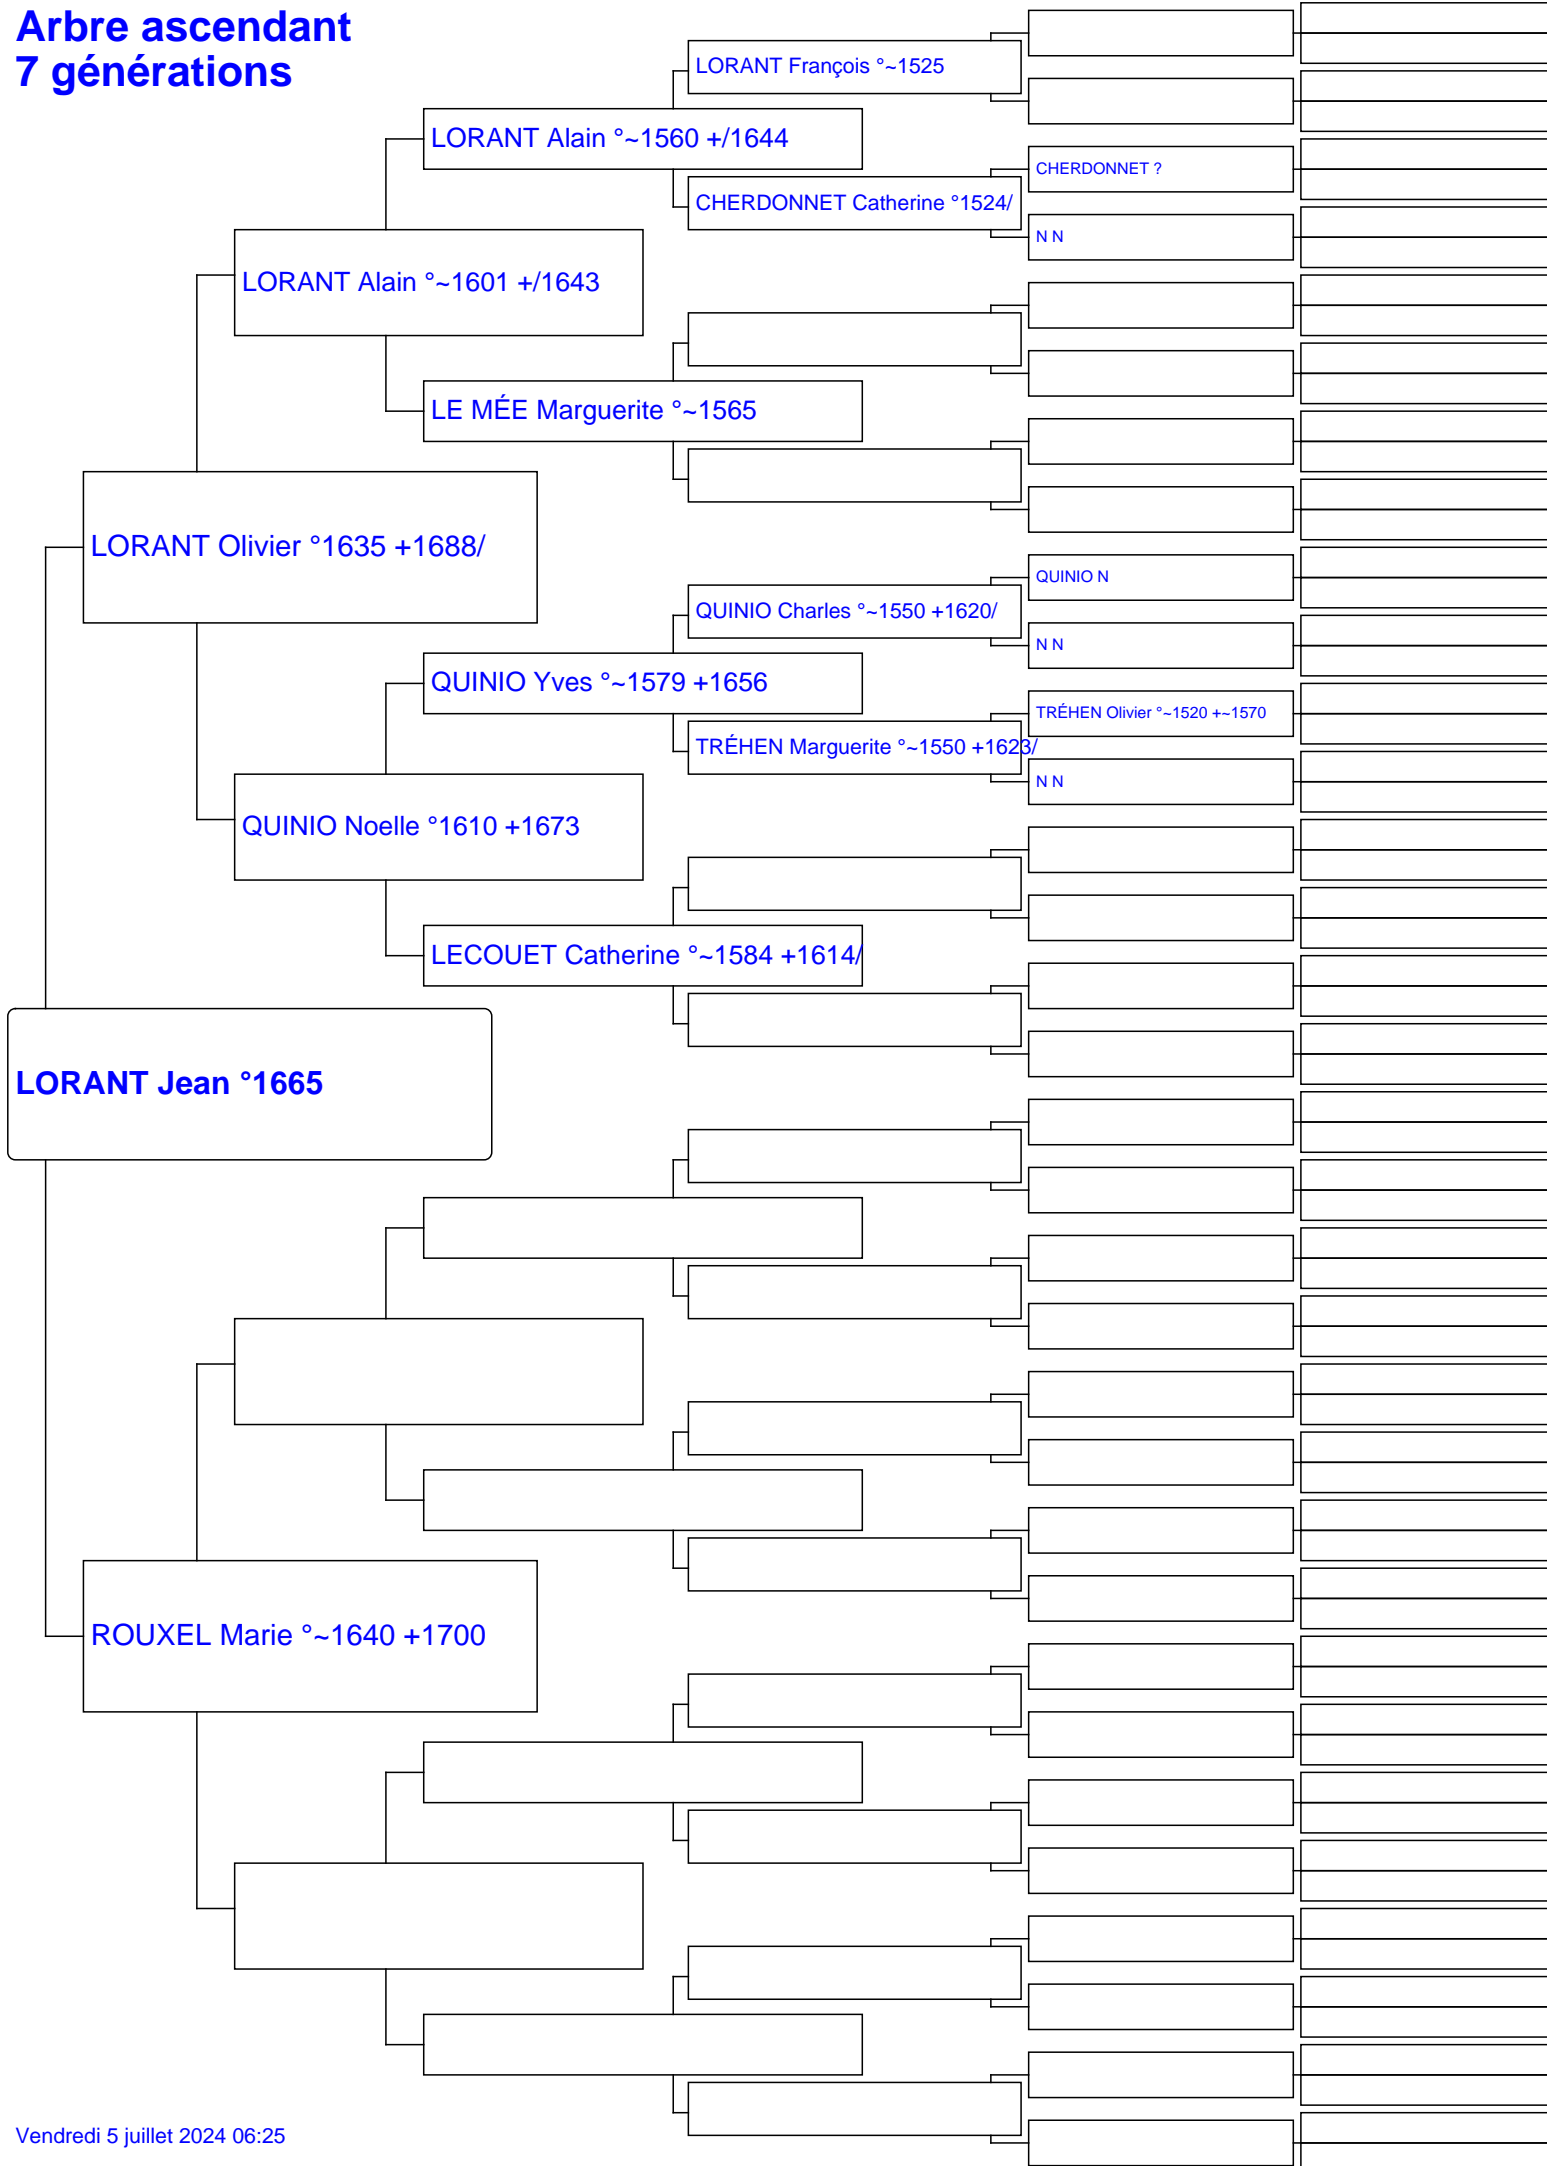 Arbre ascendant
7 générations
LORANT François °~1525
LORANT Alain °~1560 +/1644
CHERDONNET ?
CHERDONNET Catherine °1524/
N N
LORANT Alain °~1601 +/1643
LE MÉE Marguerite °~1565
LORANT Olivier °1635 +1688/
QUINIO N
QUINIO Charles °~1550 +1620/
N N
QUINIO Yves °~1579 +1656
TRÉHEN Olivier °~1520 +~1570
TRÉHEN Marguerite °~1550 +1623/
N N
QUINIO Noelle °1610 +1673
LECOUET Catherine °~1584 +1614/
LORANT Jean °1665
ROUXEL Marie °~1640 +1700
Vendredi 5 juillet 2024 06:25